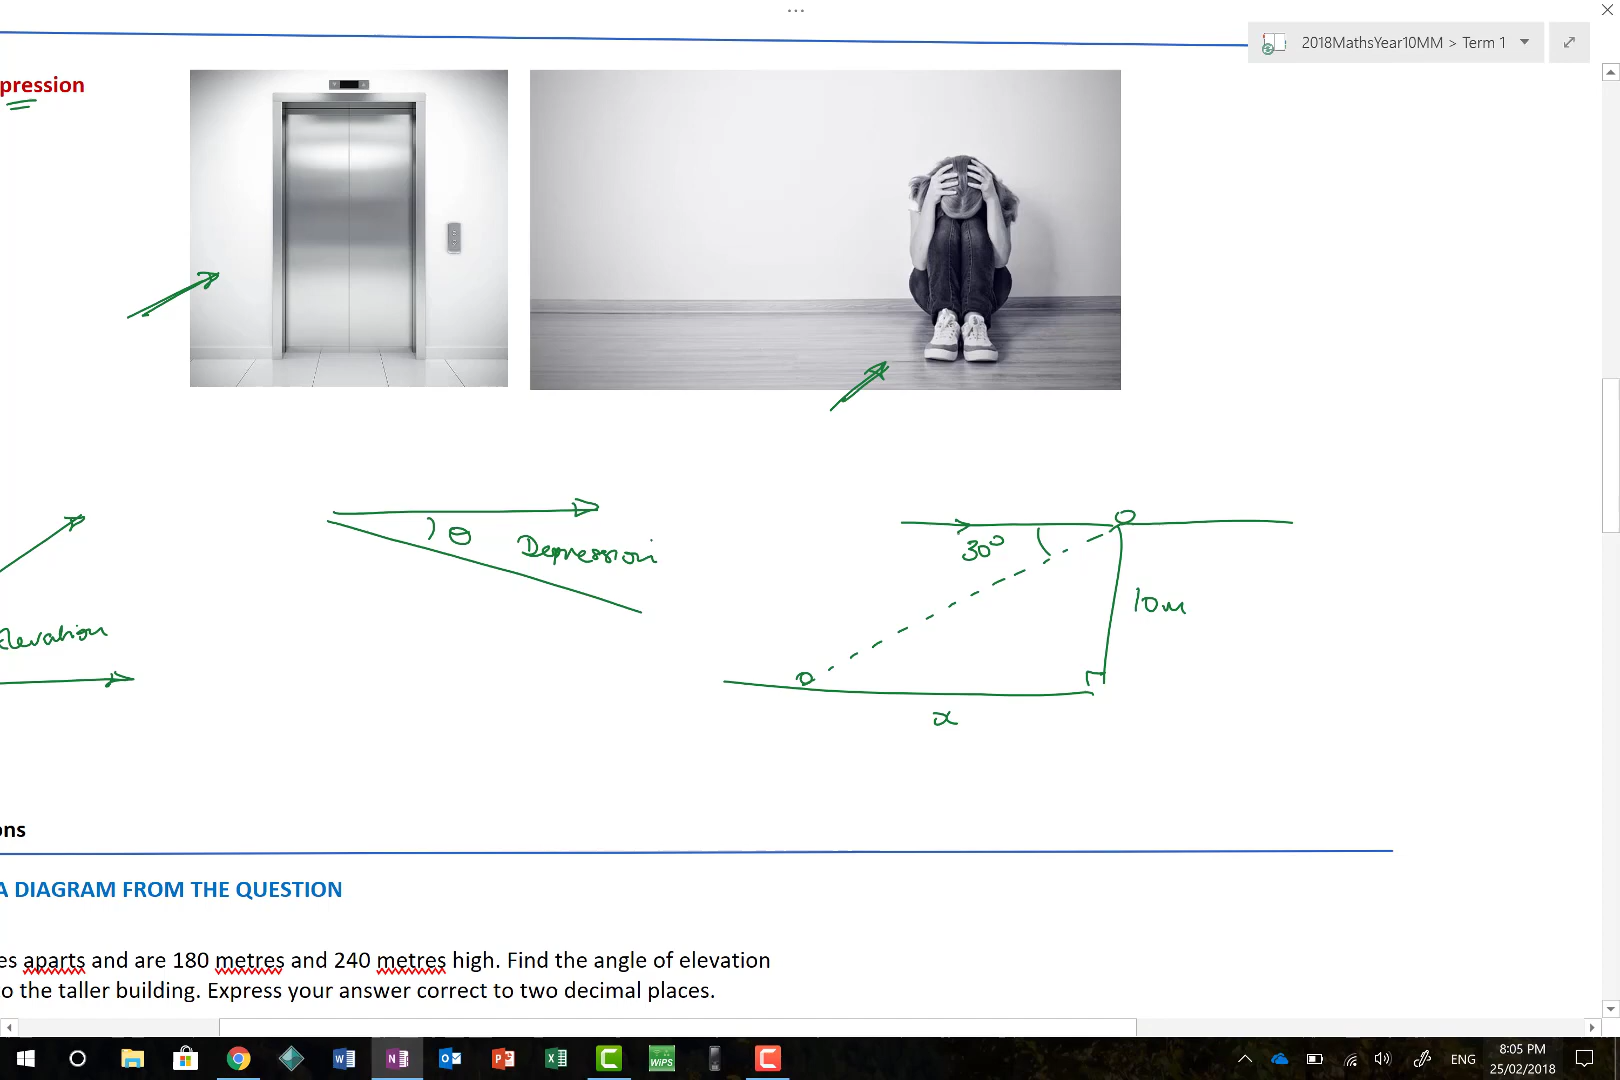 2018MathsYear10MM > Term 1
pression
θ
Depression
30°
10m
Elevation
x
ons
A DIAGRAM FROM THE QUESTION
es aparts and are 180 metres and 240 metres high. Find the angle of elevation
o the taller building. Express your answer correct to two decimal places.
WiPS
ENG
8:05 PM
25/02/2018